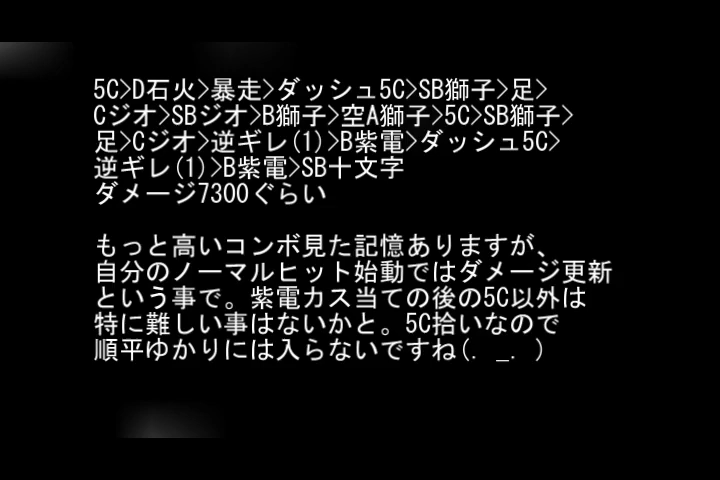 5C>D石火>暴走>ダッシュ5C>SB獅子>足>
Cジオ>SBジオ>B獅子>空A獅子>5C>SB獅子>
足>Cジオ>逆ギレ(1)>B紫電>ダッシュ5C>
逆ギレ(1)>B紫電>SB十文字
ダメージ7300ぐらい
もっと高いコンボ見た記憶ありますが、
自分のノーマルヒット始動ではダメージ更新
という事で。紫電カス当ての後の5C以外は
特に難しい事はないかと。5C拾いなので
順平ゆかりには入らないですね(. _. )